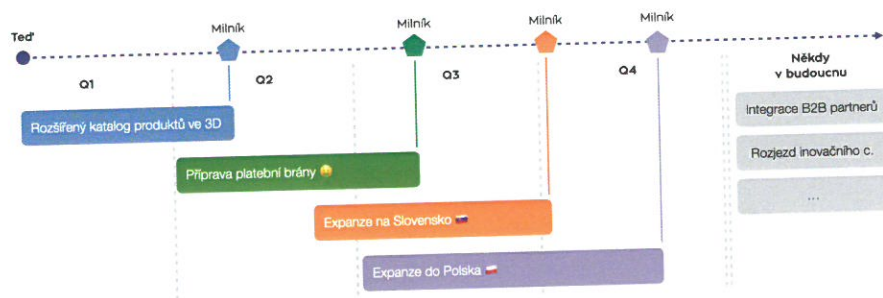 Teď
Milník
Milník
Milník
Milník
Q1
Q2
Q3
Q4
Někdy
v budoucnu
Rozšířený katalog produktů ve 3D
Příprava platební brány
Expanze na Slovensko
Expanze do Polska
Integrace B2B partnerů
Rozjezd inovačního c.
...